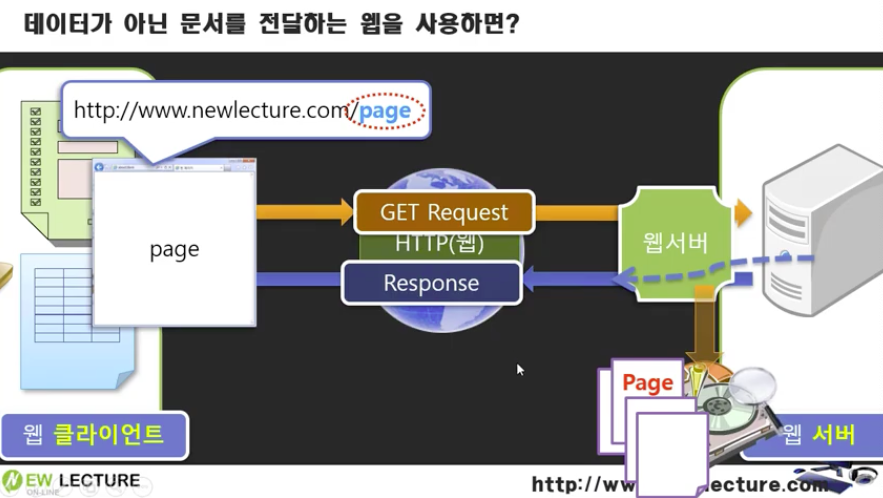 테이터가 아닌 문서를 전달하는 웹을 사용하면?
http://www.newlecture.com/page
page
GET Request
HTTP(웹)
Response
웹서버
Page
웹 클라이언트
웹 서버
NEW LECTURE
ON-LINE
http://ww lecture.com